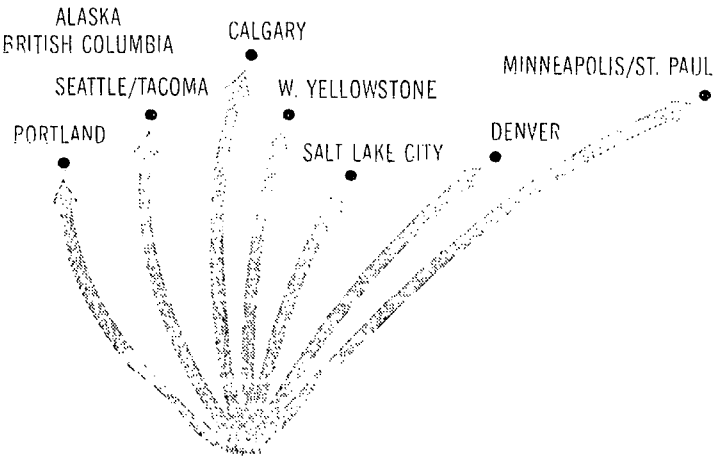 ALASKA
BRITISH COLUMBIA
CALGARY
MINNEAPOLIS/ST. PAUL
SEATTLE/TACOMA
W. YELLOWSTONE
PORTLAND
DENVER
SALT LAKE CITY